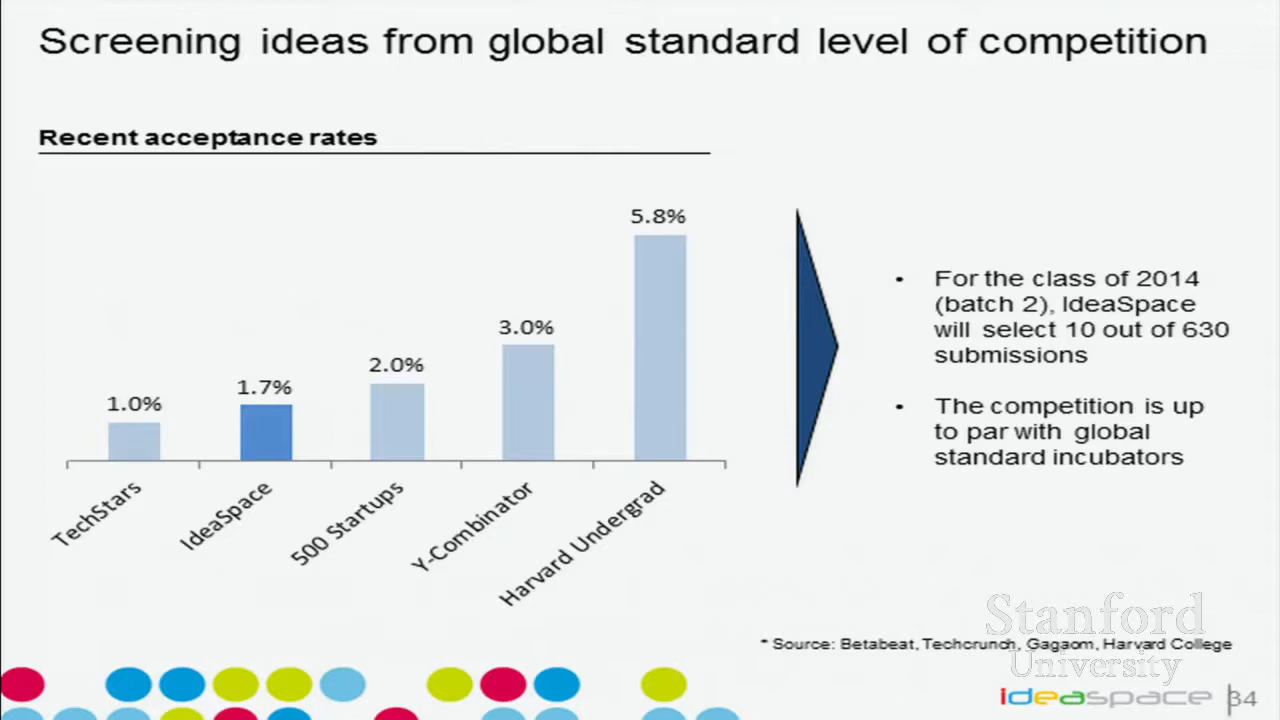 Screening ideas from global standard level of competition
Recent acceptance rates
1.0%
1.7%
2.0%
3.0%
5.8%
TechStars
IdeaSpace
500 Startups
Y-Combinator
Harvard Undergrad
• For the class of 2014
(batch 2), IdeaSpace
will select 10 out of 630
submissions
• The competition is up
to par with global
standard incubators
Stanford
University
* Source: Betabeat, Techcrunch, Gagaom, Harvard College
ideaspace
34